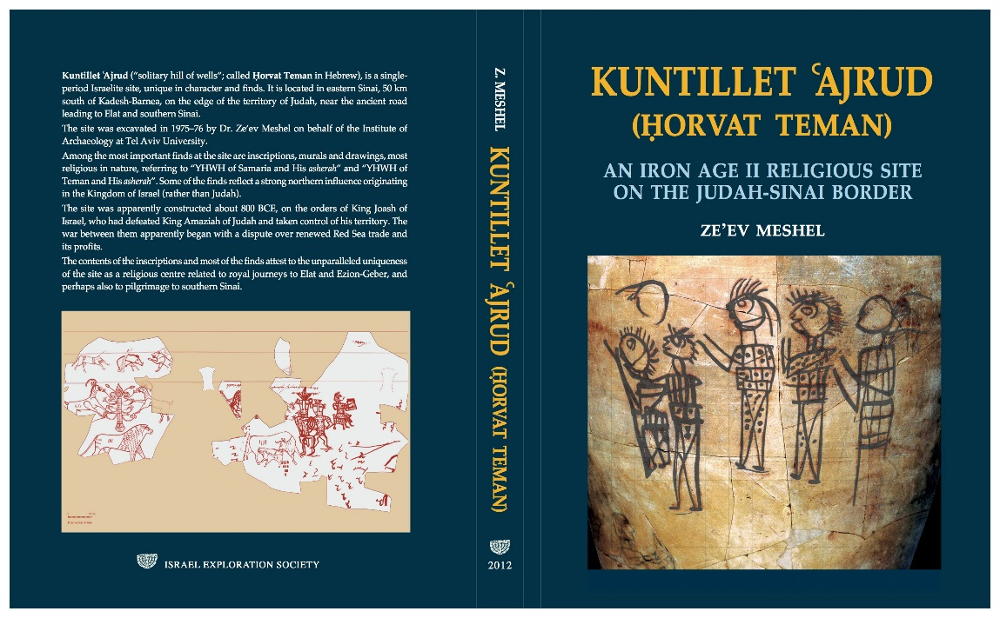 Kuntillet ʿAjrud (“solitary hill of wells”; called Ḥorvat Teman in Hebrew), is a single-
period Israelite site, unique in character and finds. It is located in eastern Sinai, 50 km
south of Kadesh-Barnea, on the edge of the territory of Judah, near the ancient road
leading to Elat and southern Sinai.
The site was excavated in 1975–76 by Dr. Ze’ev Meshel on behalf of the Institute of
Archaeology at Tel Aviv University.
Among the most important finds at the site are inscriptions, murals and drawings, most
religious in nature, referring to “YHWH of Samaria and His asherah” and “YHWH of
Teman and His asherah”. Some of the finds reflect a strong northern influence originating
in the Kingdom of Israel (rather than Judah).
The site was apparently constructed about 800 BCE, on the orders of King Joash of
Israel, who had defeated King Amaziah of Judah and taken control of his territory. The
war between them apparently began with a dispute over renewed Red Sea trade and
its profits.
The contents of the inscriptions and most of the finds attest to the unparalleled uniqueness
of the site as a religious centre related to royal journeys to Elat and Ezion-Geber, and
perhaps also to pilgrimage to southern Sinai.
ISRAEL EXPLORATION SOCIETY
Z. MESHEL KUNTILLET ʿAJRUD (ḤORVAT TEMAN)
2012
KUNTILLET ʿAJRUD
(ḤORVAT TEMAN)
AN IRON AGE II RELIGIOUS SITE
ON THE JUDAH-SINAI BORDER
ZE’EV MESHEL